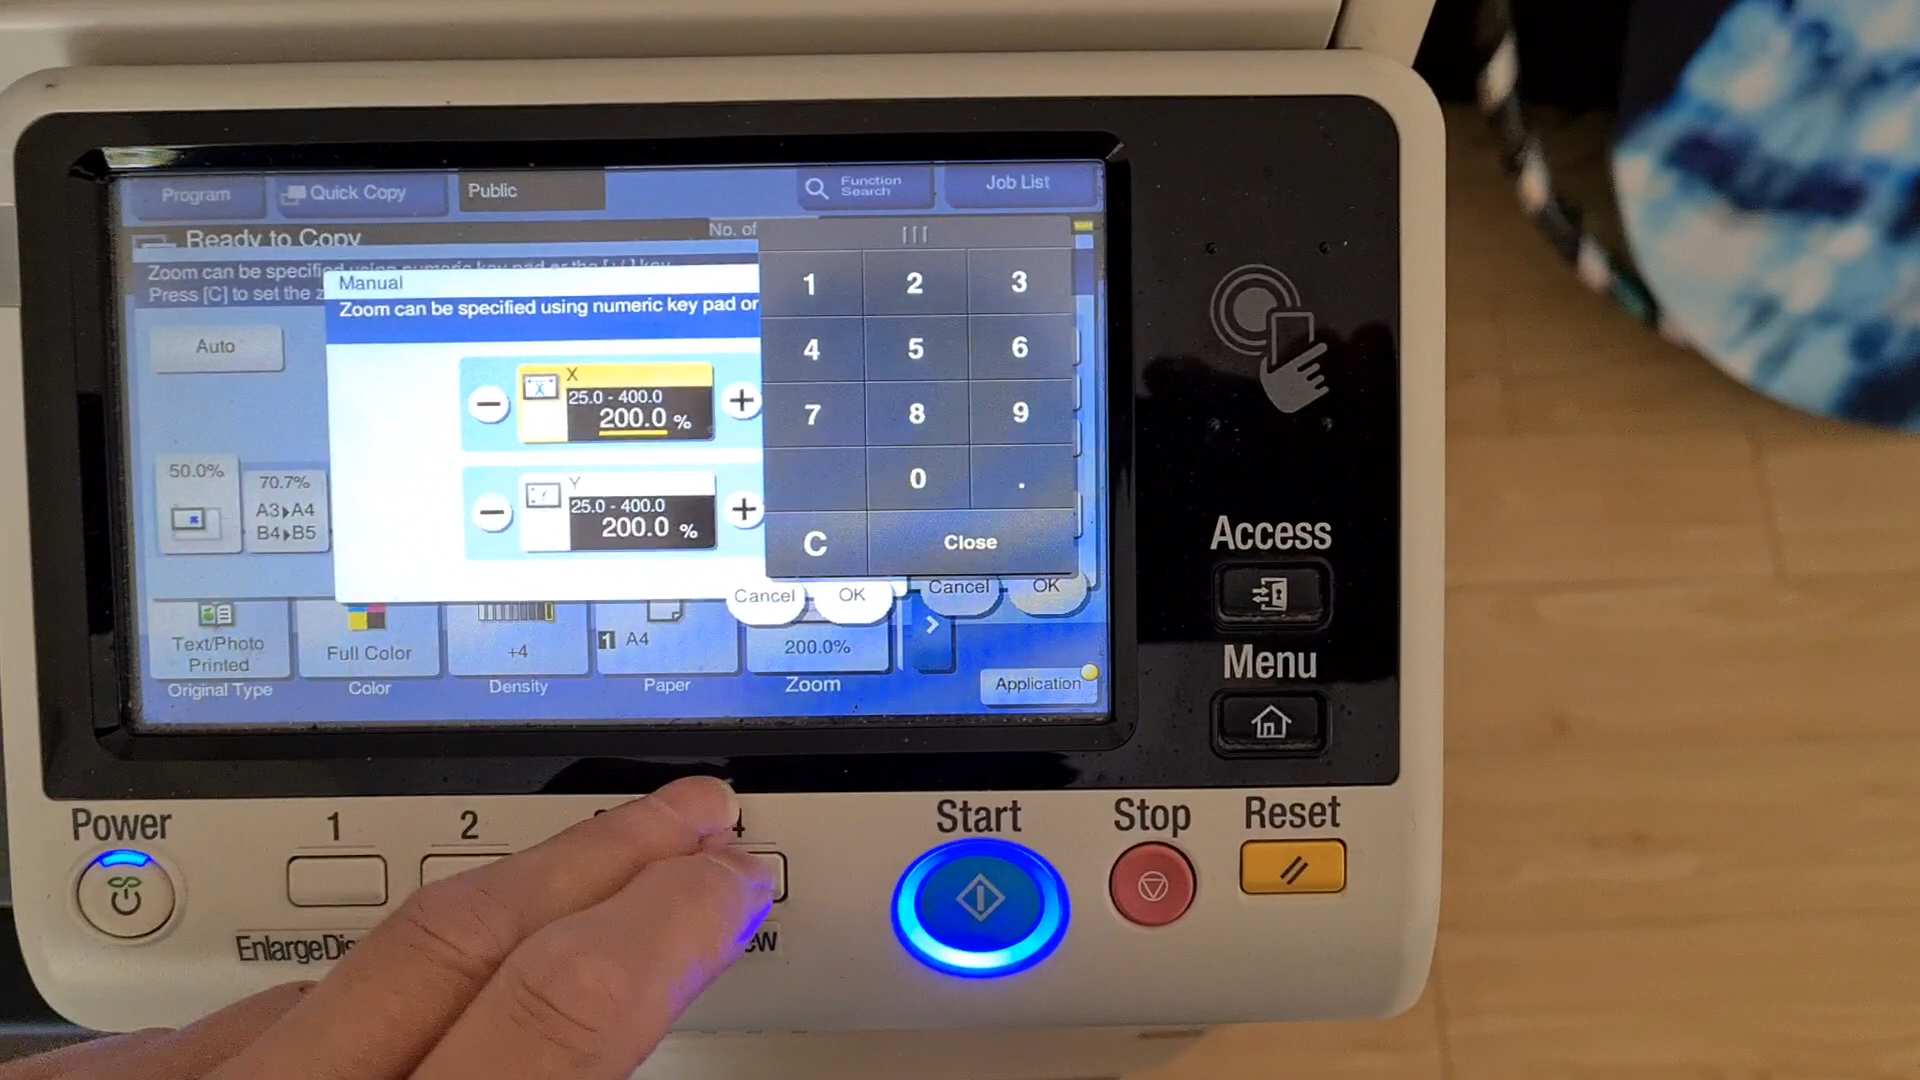 Program
Quick Copy
Public
Function Search
Job List
Ready to Copy
No. of
Zoom can be specified using numeric key pad or the [+/-] key.
Press [C] to set the z
Manual
Zoom can be specified using numeric key pad or
Auto
X
25.0 - 400.0
200.0 %
Y
25.0 - 400.0
200.0 %
1 2 3
4 5 6
7 8 9
0 .
C Close
50.0%
70.7%
A3▸A4
B4▸B5
Cancel OK
Cancel OK
Text/Photo
Printed
Original Type
Full Color
Color
+4
Density
1 A4
Paper
200.0%
Zoom
Application
Access
Menu
Power
1 2 4
Start
Stop
Reset